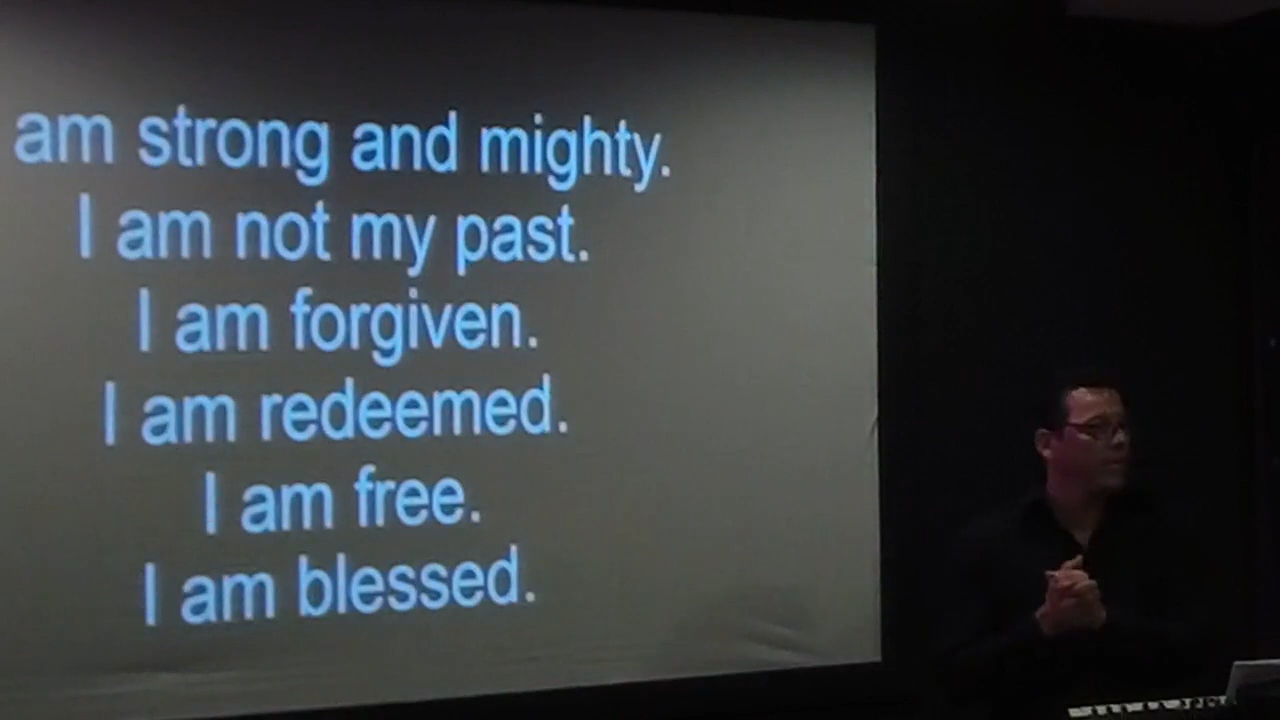 am strong and mighty.
I am not my past.
I am forgiven.
I am redeemed.
I am free.
I am blessed.